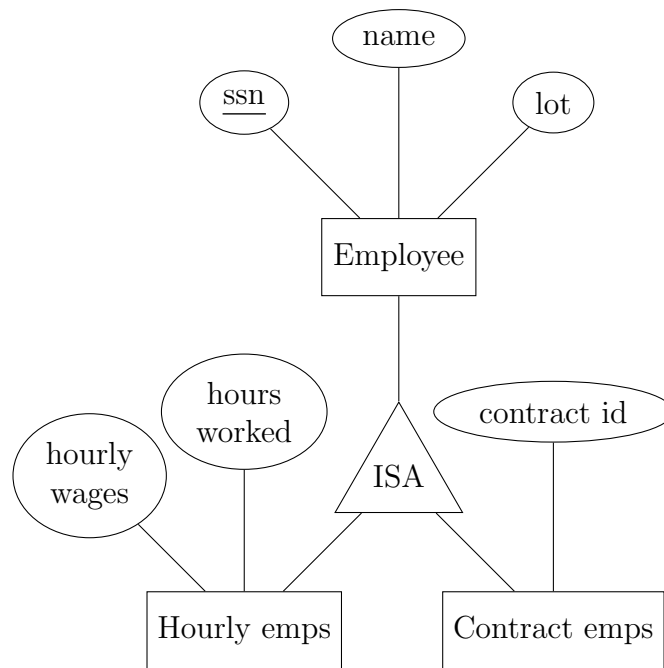 name
ssn
lot
Employee
hours
worked
contract id
hourly
wages
ISA
Hourly emps
Contract emps